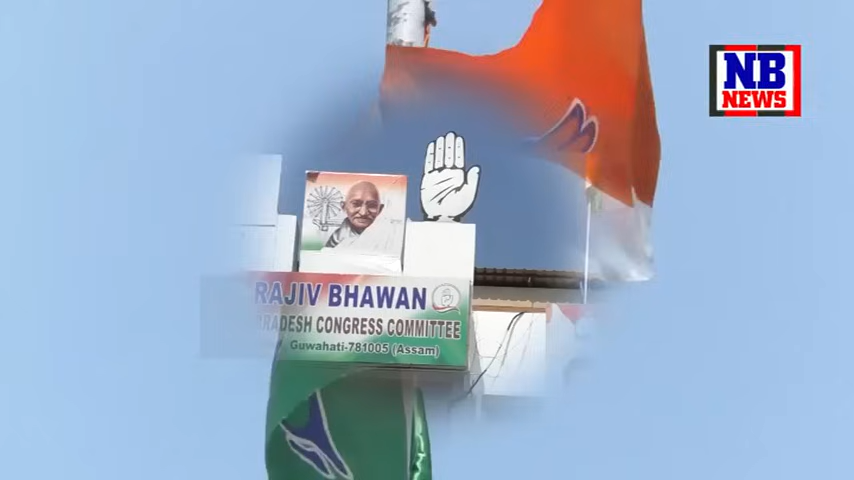 NB
NEWS
RAJIV BHAWAN
PRADESH CONGRESS COMMITTEE
Guwahati-781005 (Assam)